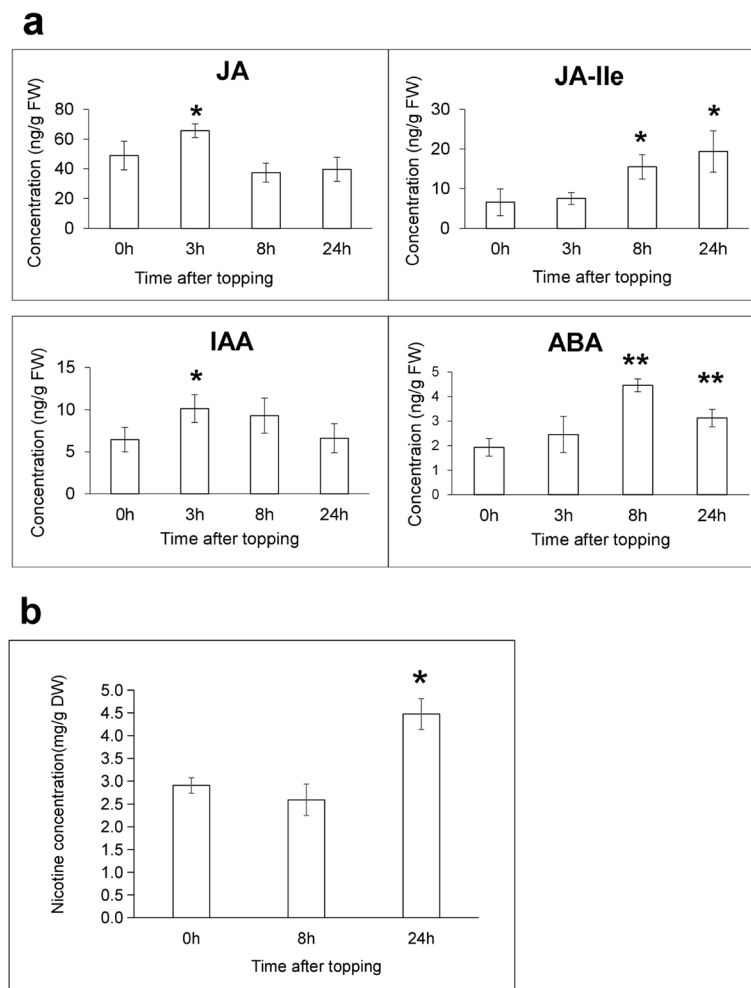 a
JA
Concentration (ng/g FW)
80
60
40
20
0
*
0h 3h 8h 24h
Time after topping
JA-Ile
Concentration (ng/g FW)
30
20
10
0
* *
0h 3h 8h 24h
Time after topping
IAA
Concentration (ng/g FW)
15
10
5
0
*
0h 3h 8h 24h
Time after topping
ABA
Concentraion (ng/g FW)
5
4
3
2
1
0
** **
0h 3h 8h 24h
Time after topping
b
Nicotine concentration(mg/g DW)
5.0
4.5
4.0
3.5
3.0
2.5
2.0
1.5
1.0
0.5
0.0
*
0h 8h 24h
Time after topping